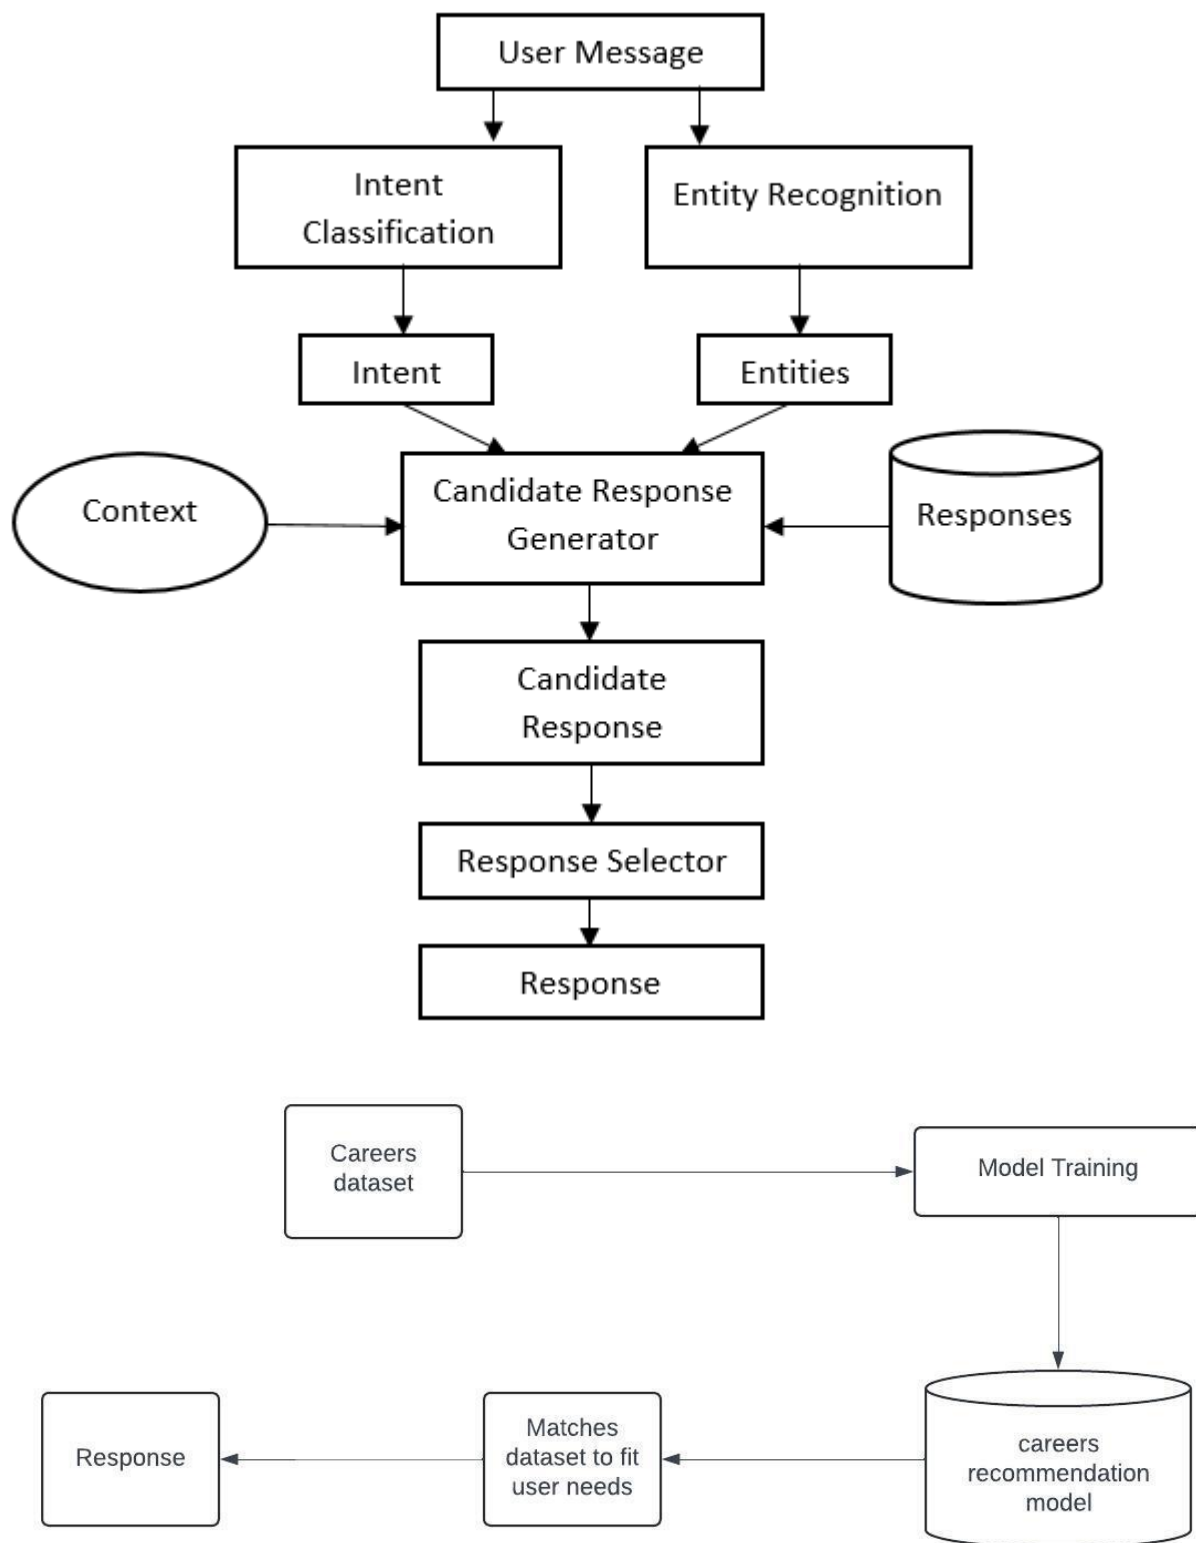 User Message
Intent
Classification
Entity Recognition
Intent
Entities
Context
Candidate Response
Generator
Responses
Candidate
Response
Response Selector
Response
Careers
dataset
Model Training
Response
Matches
dataset to fit
user needs
careers
recommendation
model